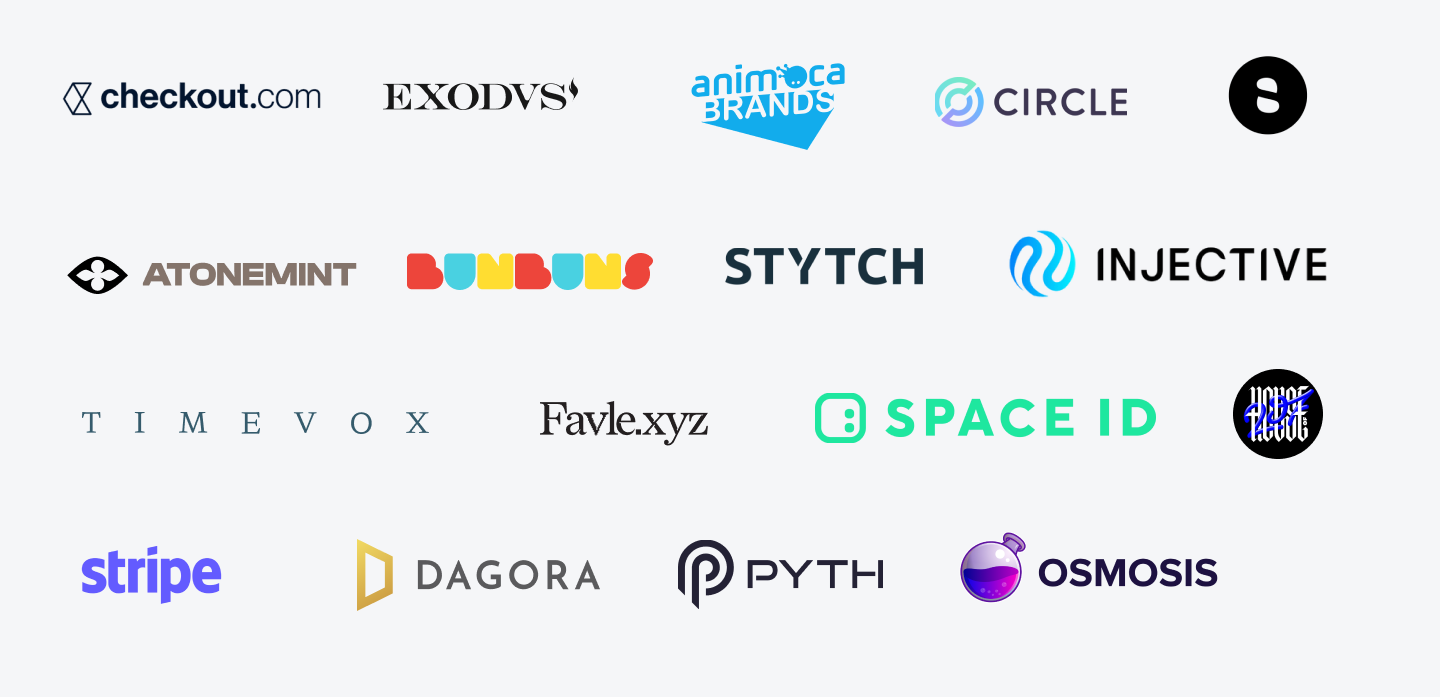 checkout.com
EXODVS
animoca
BRANDS
CIRCLE
ATONEMINT
BUNBUNS
STYTCH
INJECTIVE
TIMEVOX
Favle.xyz
SPACE ID
stripe
DAGORA
PYTH
OSMOSIS